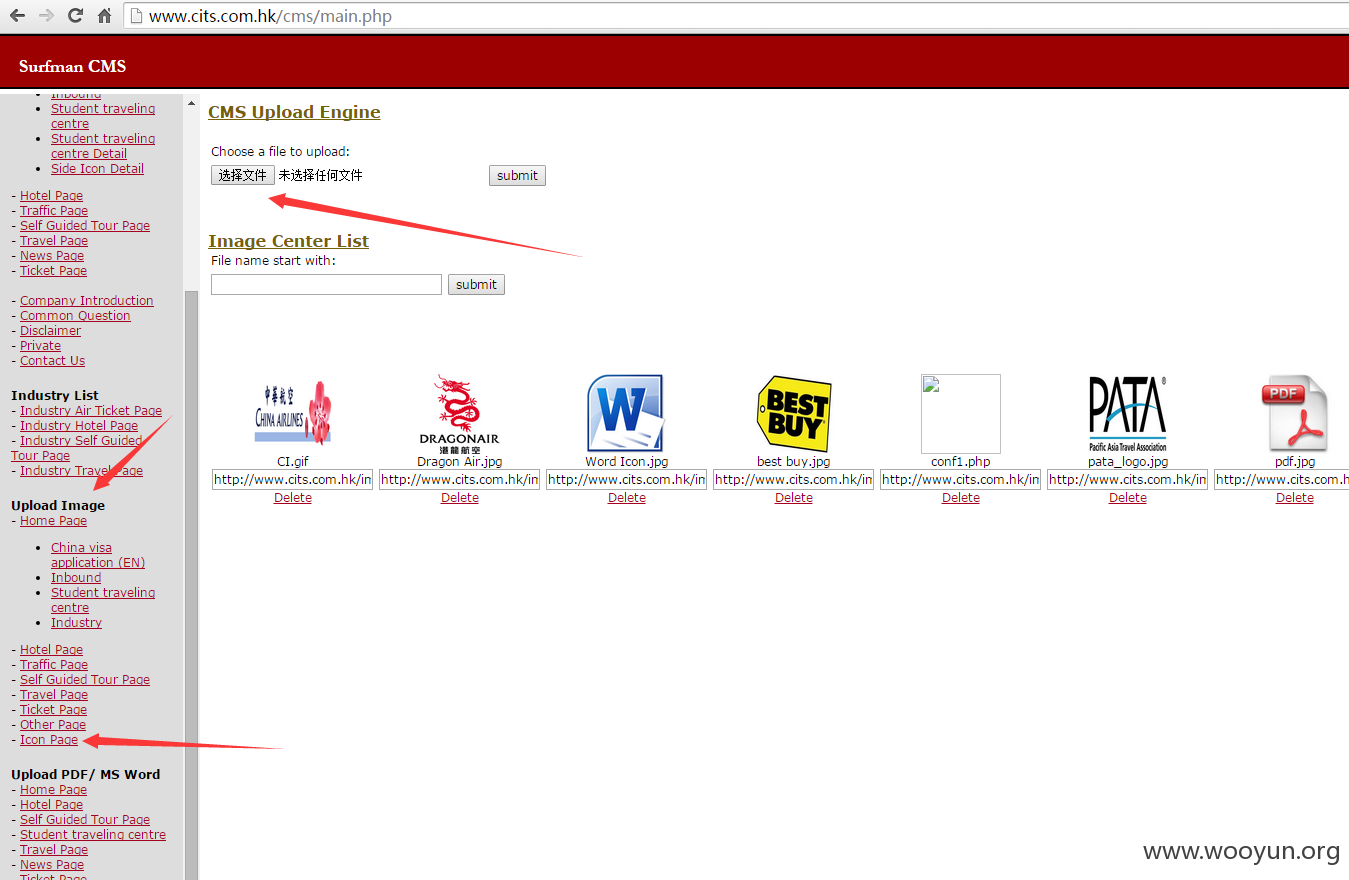 www.cits.com.hk/cms/main.php
Surfman CMS
Inbound
Student traveling
centre
Student traveling
centre Detail
Side Icon Detail
- Hotel Page
- Traffic Page
- Self Guided Tour Page
- Travel Page
- News Page
- Ticket Page
- Company Introduction
- Common Question
- Disclaimer
- Private
- Contact Us
Industry List
- Industry Air Ticket Page
- Industry Hotel Page
- Industry Self Guided
Tour Page
- Industry Travel Page
Upload Image
- Home Page
China visa
application (EN)
Inbound
Student traveling
centre
Industry
- Hotel Page
- Traffic Page
- Self Guided Tour Page
- Travel Page
- Ticket Page
- Other Page
- Icon Page
Upload PDF/ MS Word
- Home Page
- Hotel Page
- Self Guided Tour Page
- Student traveling centre
- Travel Page
- News Page
- Ticket Page
CMS Upload Engine
Choose a file to upload:
选择文件 未选择任何文件 submit
Image Center List
File name start with:
submit
中華航空
CHINA AIRLINES
DRAGONAIR
港龍航空
W
BEST
BUY
PATA
Pacific Asia Travel Association
PDF
CI.gif Dragon Air.jpg Word Icon.jpg best buy.jpg conf1.php pata_logo.jpg pdf.jpg
http://www.cits.com.hk/im http://www.cits.com.hk/im http://www.cits.com.hk/im http://www.cits.com.hk/im http://www.cits.com.hk/im http://www.cits.com.hk/im http://www.cits.com.h
Delete Delete Delete Delete Delete Delete Delete
www.wooyun.org